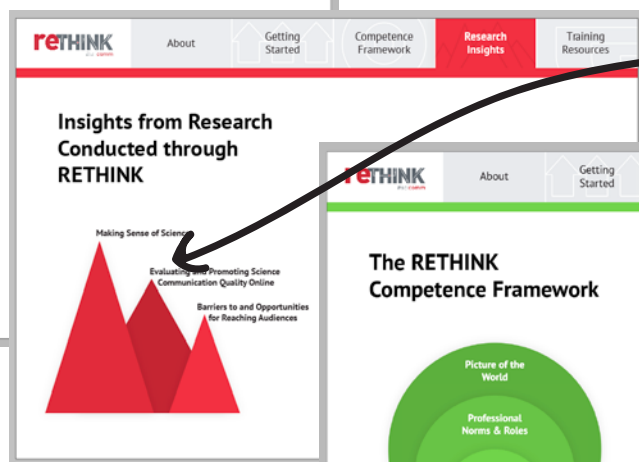 reTHINK
About
Getting
Started
Competence
Framework
Research
Insights
Training
Resources
Insights from Research
Conducted through
RETHINK
Making Sense of Science
Evaluating and Promoting Science
Communication Quality Online
Barriers to and Opportunities
for Reaching Audiences
reTHINK
About
Getting
Started
The RETHINK
Competence Framework
Picture of the
World
Professional
Norms & Roles